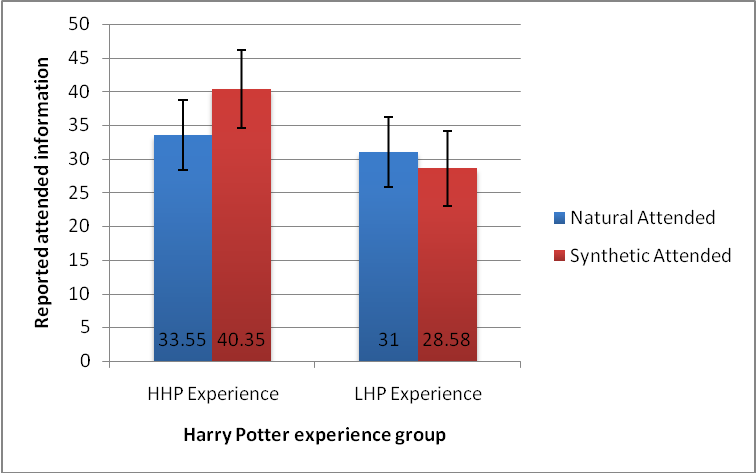 50
45
40
35
30
25
20
15
10
5
0
Reported attended information
33.55 40.35 31 28.58
HHP Experience LHP Experience
Harry Potter experience group
Natural Attended
Synthetic Attended